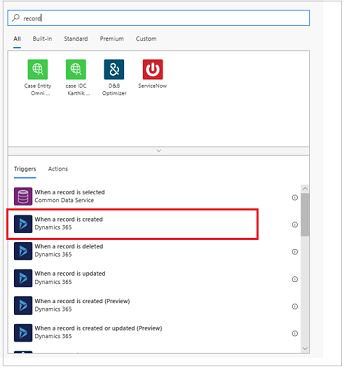 record
All
Built-in
Standard
Premium
Custom
Case Entity Omni ...
case IDC Karthik ...
D&B Optimizer
ServiceNow
Triggers
Actions
When a record is selected
Common Data Service
When a record is created
Dynamics 365
When a record is deleted
Dynamics 365
When a record is updated
Dynamics 365
When a record is created (Preview)
Dynamics 365
When a record is created or updated (Preview)
Dynamics 365